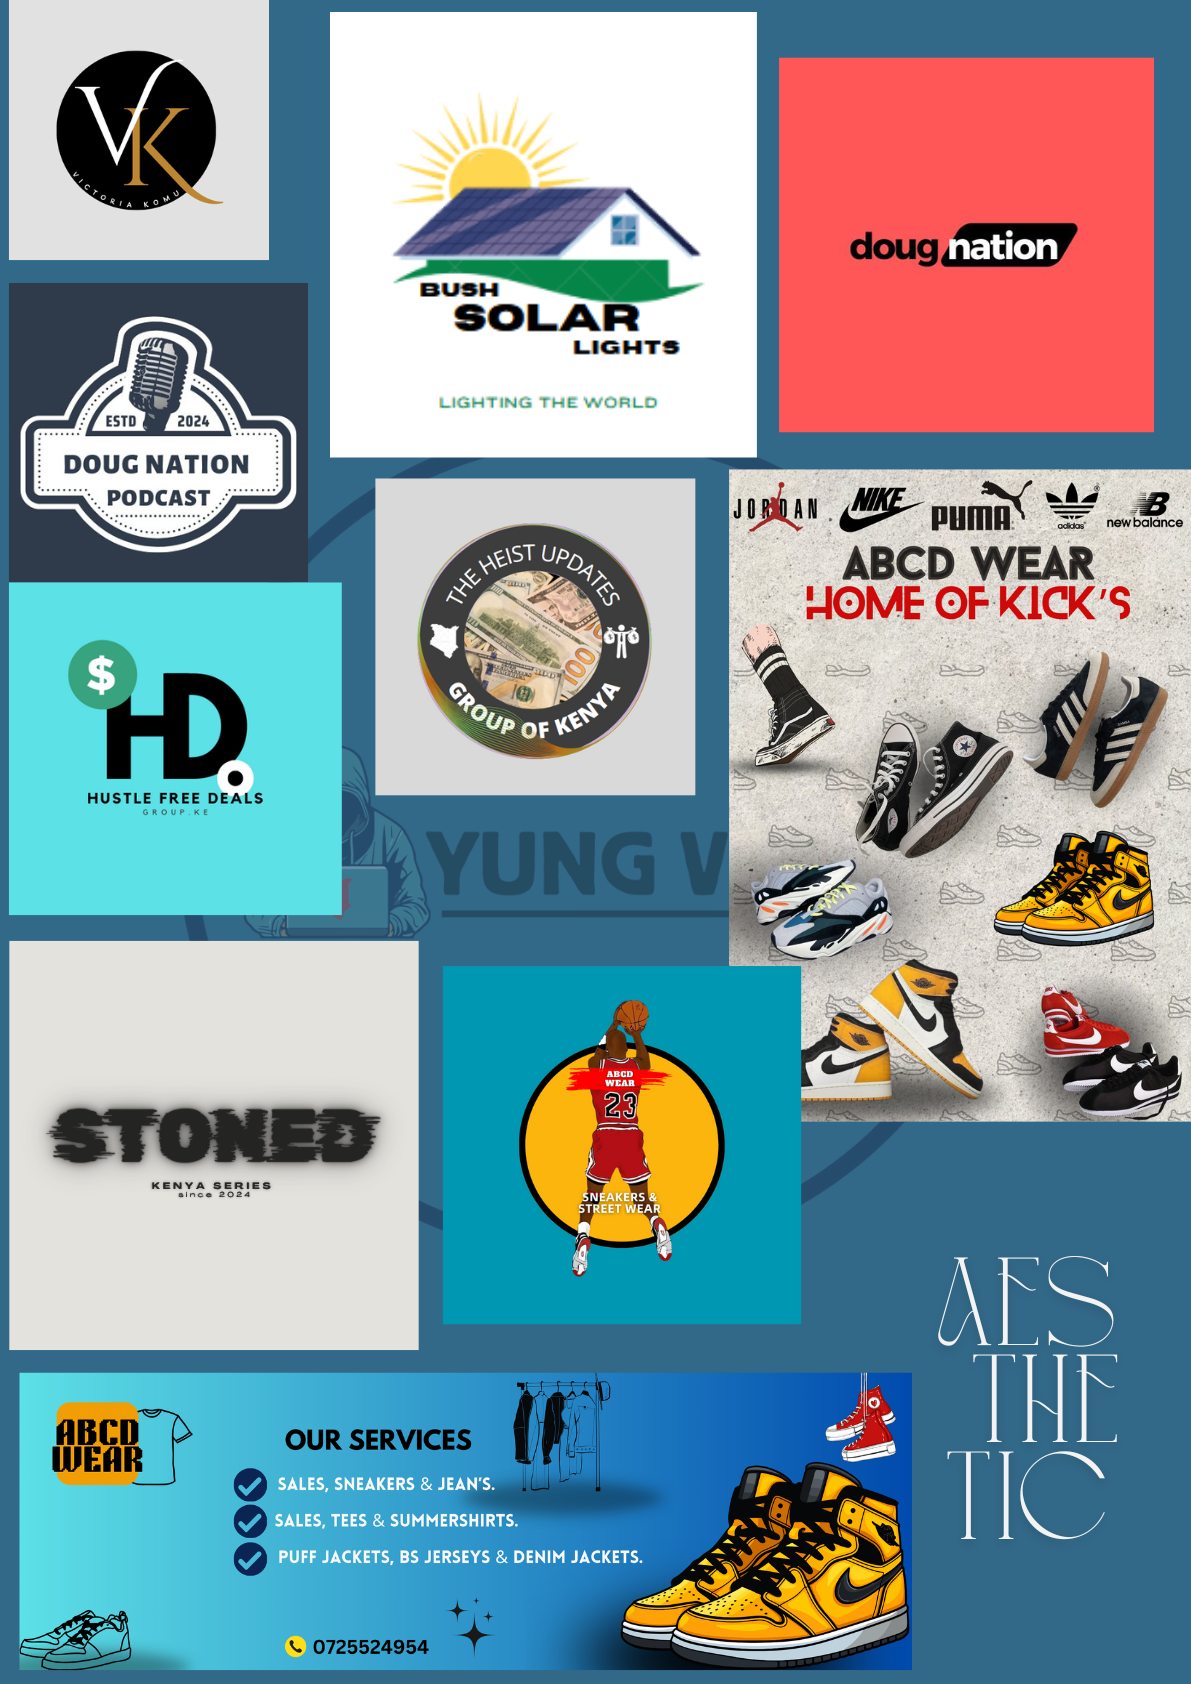 VK
VICTORIA KOMU
BUSH
SOLAR
LIGHTS
LIGHTING THE WORLD
doug nation
ESTD 2024
DOUG NATION
PODCAST
THE HEIST UPDATES
100
GROUP OF KENYA
JORDAN NIKE PUMA adidas new balance
ABCD WEAR
HOME OF KICK'S
$
HD.
HUSTLE FREE DEALS
GROUP.KE
YUNG W
STONED
KENYA SERIES
since 2024
ABCD
WEAR
23
SNEAKERS &
STREET WEAR
AES
THE
TIC
ABCD
WEAR
OUR SERVICES
SALES, SNEAKERS & JEAN'S.
SALES, TEES & SUMMERSHIRTS.
PUFF JACKETS, BS JERSEYS & DENIM JACKETS.
0725524954